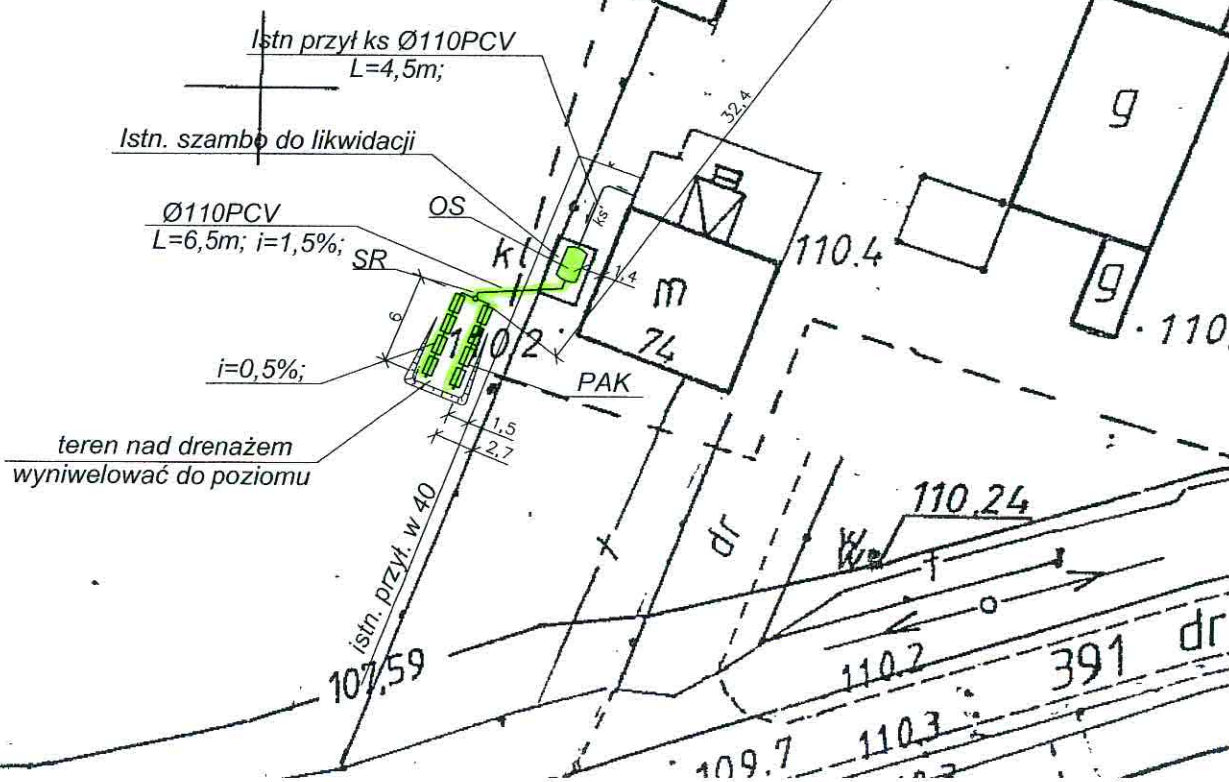 Istn przył ks Ø110PCV
L=4,5m;
32,4
g
Istn. szambo do likwidacji
Ø110PCV
L=6,5m; i=1,5%;
OS
ks
SR
kl
1,4
m
74
110.4
g
110
6
110 2
i=0,5%;
PAK
1,5
2,7
teren nad drenażem
wyniwelować do poziomu
istn. przył. w 40
dr
110.24
W
107,59
110.2
391
dr
109.7
110.3